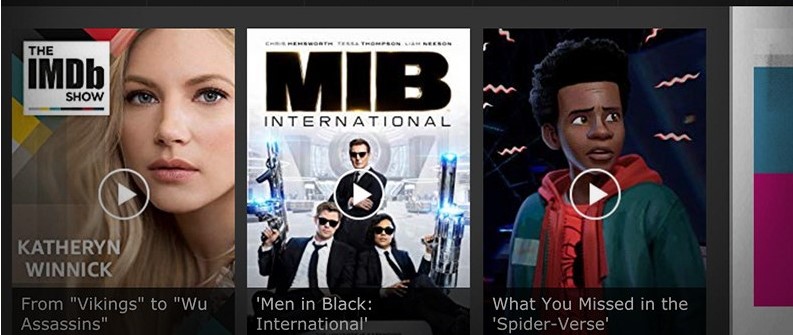 THE
IMDb
SHOW
KATHERYN
WINNICK
From "Vikings" to "Wu
Assassins"
CHRIS HEMSWORTH TESSA THOMPSON LIAM NEESON
MIB
INTERNATIONAL
'Men in Black:
International'
What You Missed in the
'Spider-Verse'